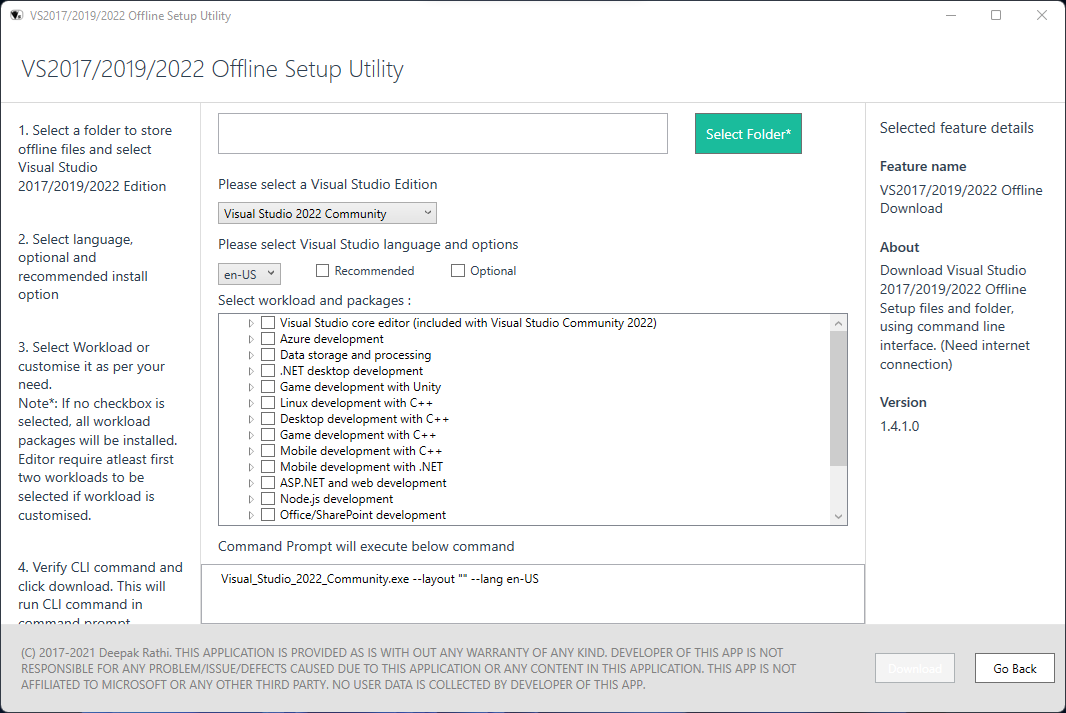 VS2017/2019/2022 Offline Setup Utility
VS2017/2019/2022 Offline Setup Utility
1. Select a folder to store
offline files and select
Visual Studio
2017/2019/2022 Edition
2. Select language,
optional and
recommended install
option
3. Select Workload or
customise it as per your
need.
Note*: If no checkbox is
selected, all workload
packages will be installed.
Editor require atleast first
two workloads to be
selected if workload is
customised.
4. Verify CLI command and
click download. This will
run CLI command in
command prompt
Select Folder*
Please select a Visual Studio Edition
Visual Studio 2022 Community
Please select Visual Studio language and options
en-US
Recommended
Optional
Select workload and packages :
Visual Studio core editor (included with Visual Studio Community 2022)
Azure development
Data storage and processing
.NET desktop development
Game development with Unity
Linux development with C++
Desktop development with C++
Game development with C++
Mobile development with C++
Mobile development with .NET
ASP.NET and web development
Node.js development
Office/SharePoint development
Command Prompt will execute below command
Visual_Studio_2022_Community.exe --layout "" --lang en-US
Selected feature details
Feature name
VS2017/2019/2022 Offline
Download
About
Download Visual Studio
2017/2019/2022 Offline
Setup files and folder,
using command line
interface. (Need internet
connection)
Version
1.4.1.0
(C) 2017-2021 Deepak Rathi. THIS APPLICATION IS PROVIDED AS IS WITH OUT ANY WARRANTY OF ANY KIND. DEVELOPER OF THIS APP IS NOT
RESPONSIBLE FOR ANY PROBLEM/ISSUE/DEFECTS CAUSED DUE TO THIS APPLICATION OR ANY CONTENT IN THIS APPLICATION. THIS APP IS NOT
AFFILIATED TO MICROSOFT OR ANY OTHER THIRD PARTY. NO USER DATA IS COLLECTED BY DEVELOPER OF THIS APP.
Download
Go Back